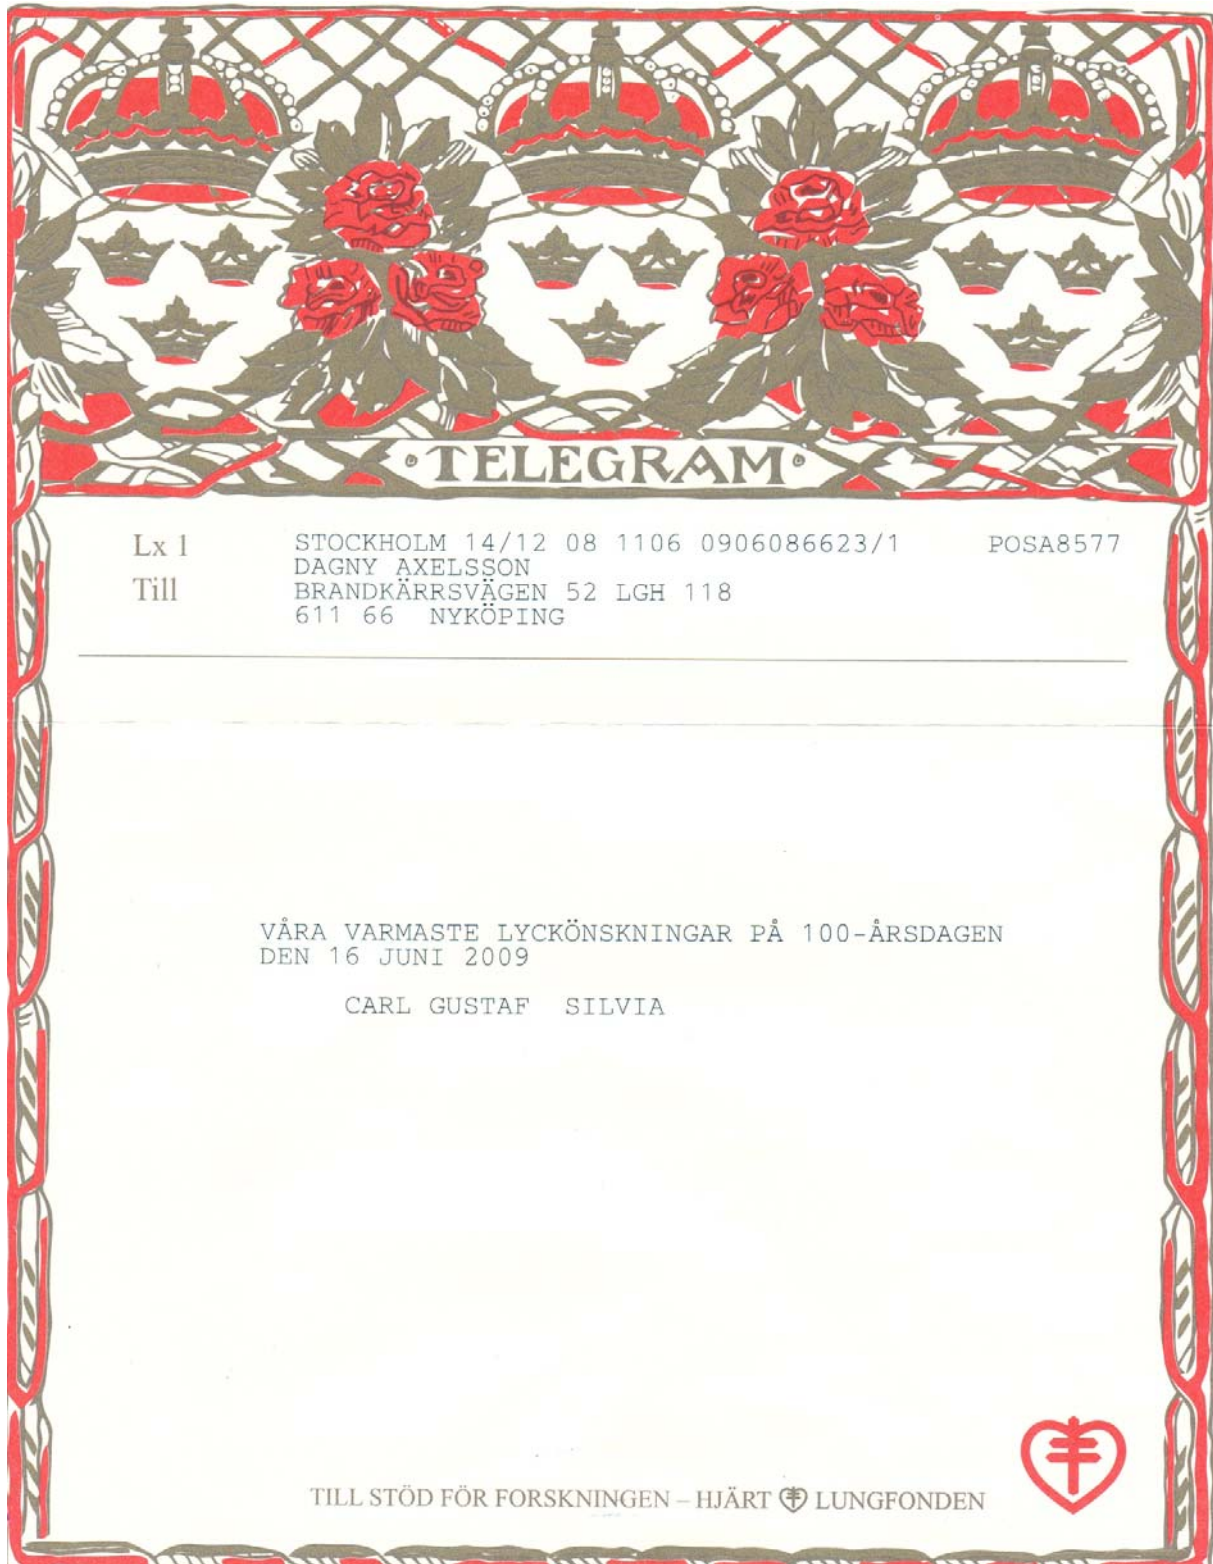 TELEGRAM
Lx 1 STOCKHOLM 14/12 08 1106 0906086623/1 POSA8577
DAGNY AXELSSON
Till BRANDKÄRRSVÄGEN 52 LGH 118
611 66 NYKÖPING
VÅRA VARMASTE LYCKÖNSKNINGAR PÅ 100-ÅRSDAGEN
DEN 16 JUNI 2009
CARL GUSTAF SILVIA
TILL STÖD FÖR FORSKNINGEN – HJÄRT LUNGFONDEN